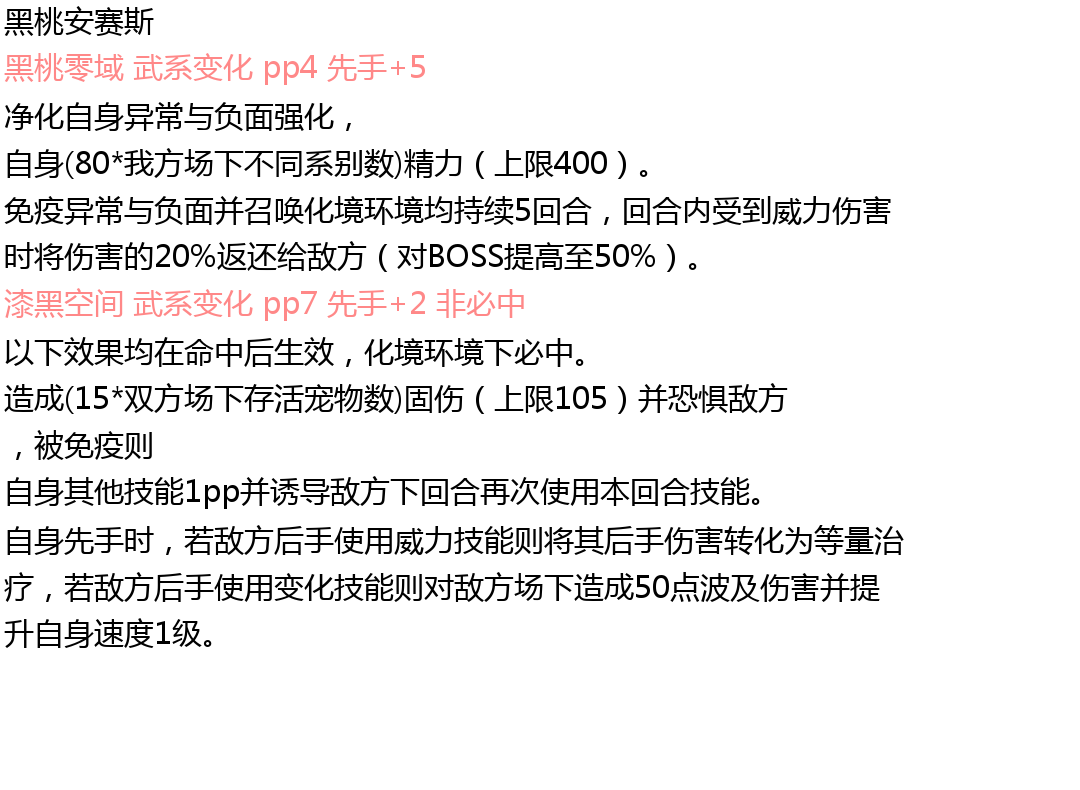 黑桃安赛斯
黑桃零域 武系变化 pp4 先手+5
净化自身异常与负面强化，
自身(80*我方场下不同系别数)精力（上限400）。
免疫异常与负面并召唤化境环境均持续5回合，回合内受到威力伤害
时将伤害的20%返还给敌方（对BOSS提高至50%）。
漆黑空间 武系变化 pp7 先手+2 非必中
以下效果均在命中后生效，化境环境下必中。
造成(15*双方场下存活宠物数)固伤（上限105）并恐惧敌方
，被免疫则
自身其他技能1pp并诱导敌方下回合再次使用本回合技能。
自身先手时，若敌方后手使用威力技能则将其后手伤害转化为等量治
疗，若敌方后手使用变化技能则对敌方场下造成50点波及伤害并提
升自身速度1级。